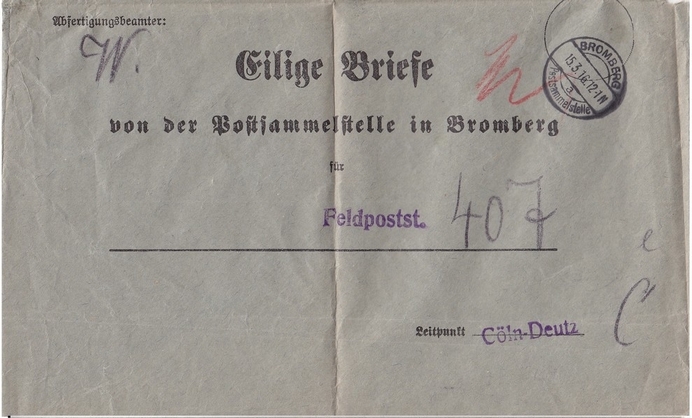 Abfertigungsbeamter:
W.
Eilige Briefe
BROMBERG
15.3.18.12-1N
a
Postsammelstelle
von der Postsammelstelle in Bromberg
für
Feldpostst. 407
e
C
Leitpunkt Cöln-Deutz